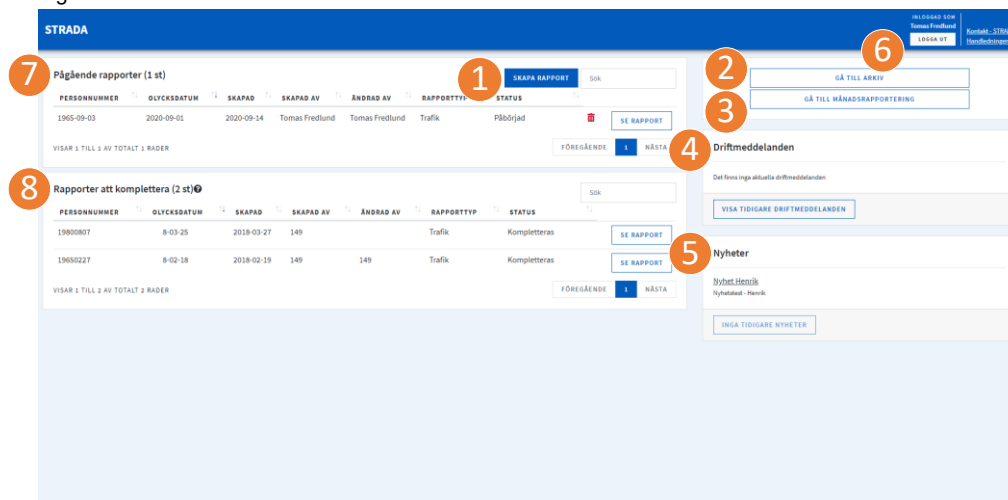 STRADA
INLOGGAD SOM
Tomas Fredlund
LOGGA UT
Kontakt - STRA
Handledningar
6
7
Pågående rapporter (1 st)
1
SKAPA RAPPORT
Sök
PERSONNUMMER OLYCKSDATUM SKAPAD SKAPAD AV ÄNDRAD AV RAPPORTTYP STATUS
1965-09-03 2020-09-01 2020-09-14 Tomas Fredlund Tomas Fredlund Trafik Påbörjad SE RAPPORT
VISAR 1 TILL 1 AV TOTALT 1 RADER
FÖREGÅENDE 1 NÄSTA
8
Rapporter att komplettera (2 st)
Sök
PERSONNUMMER OLYCKSDATUM SKAPAD SKAPAD AV ÄNDRAD AV RAPPORTTYP STATUS
19800807 8-03-25 2018-03-27 149 Trafik Kompletteras SE RAPPORT
19650227 8-02-18 2018-02-19 149 149 Trafik Kompletteras SE RAPPORT
VISAR 1 TILL 2 AV TOTALT 2 RADER
FÖREGÅENDE 1 NÄSTA
2
GÅ TILL ARKIV
3
GÅ TILL MÅNADSRAPPORTERING
4
Driftmeddelanden
Det finns inga aktuella driftmeddelanden
VISA TIDIGARE DRIFTMEDDELANDEN
5
Nyheter
Nyhet Henrik
Nyhetstext - Henrik
INGA TIDIGARE NYHETER